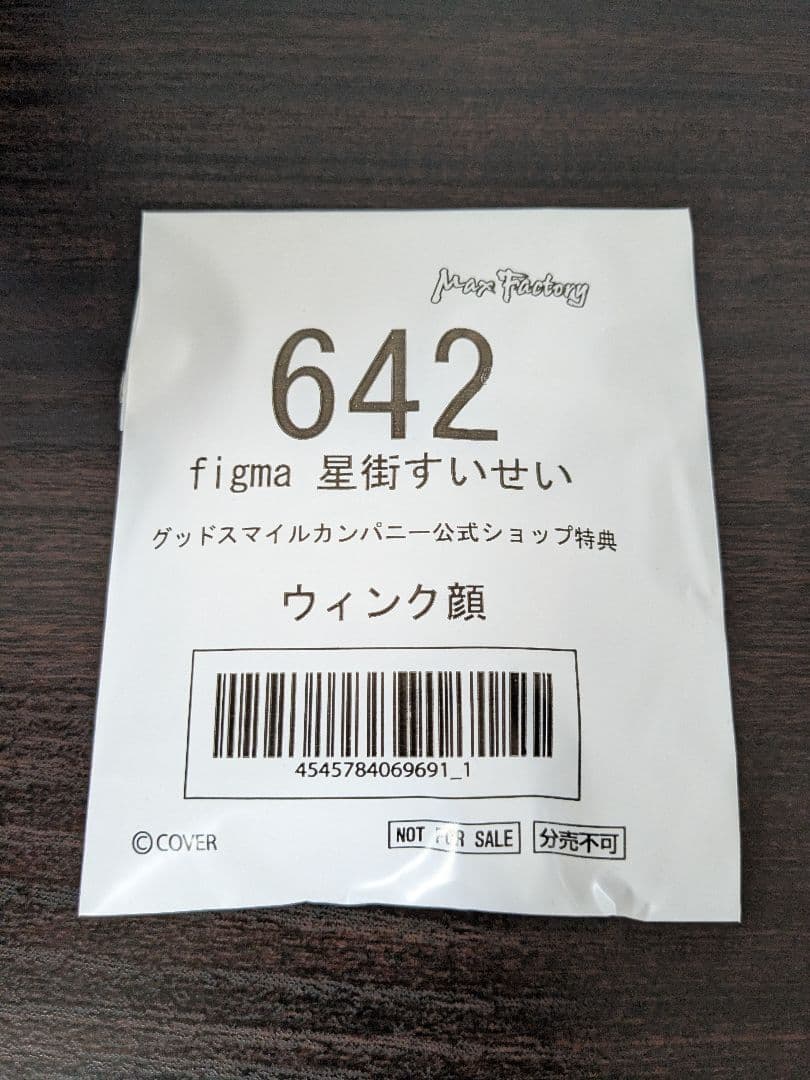 Max Factory
642
figma 星街すいせい
グッドスマイルカンパニー公式ショップ特典
ウィンク顔
4545784069691_1
©COVER
NOT FOR SALE
分売不可